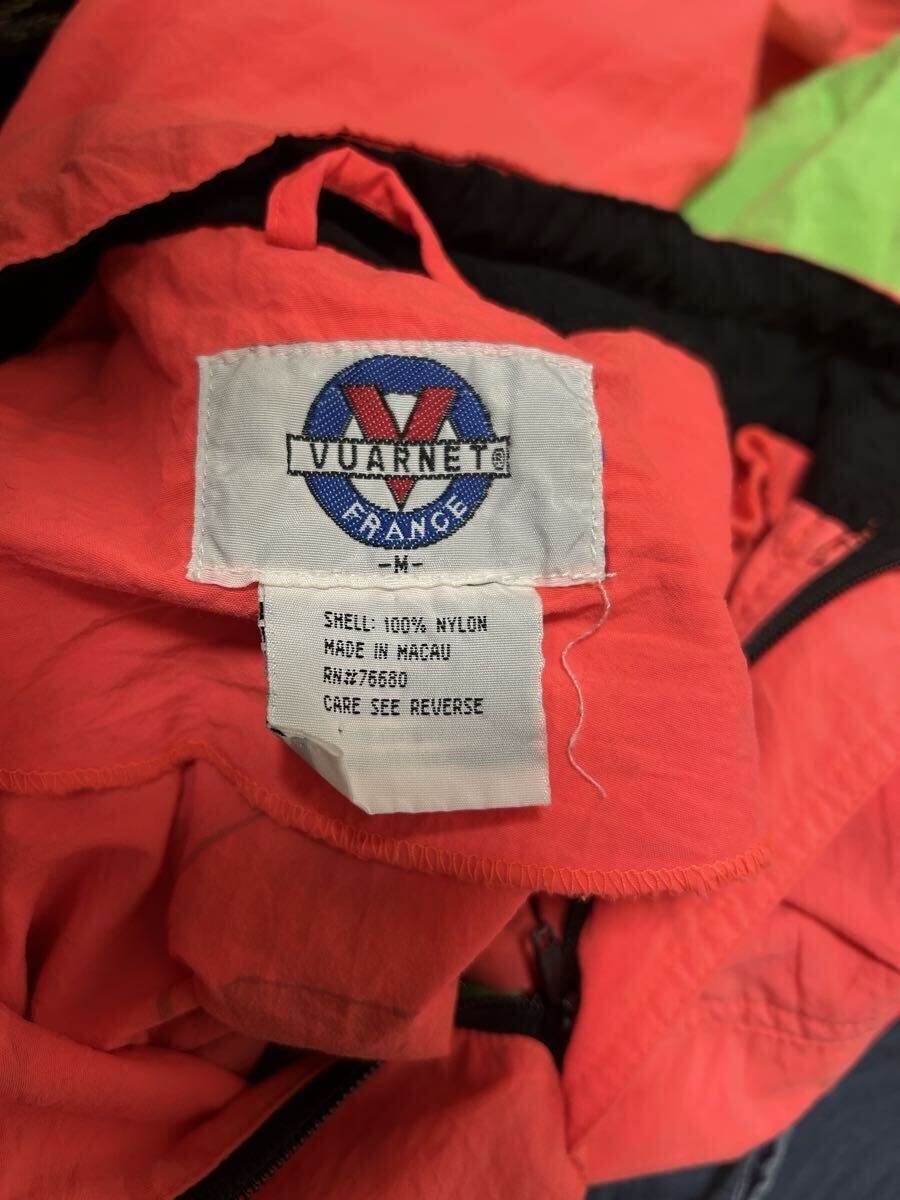 VUARNET®
FRANCE
-M-
SHELL: 100% NYLON
MADE IN MACAU
RN#76680
CARE SEE REVERSE